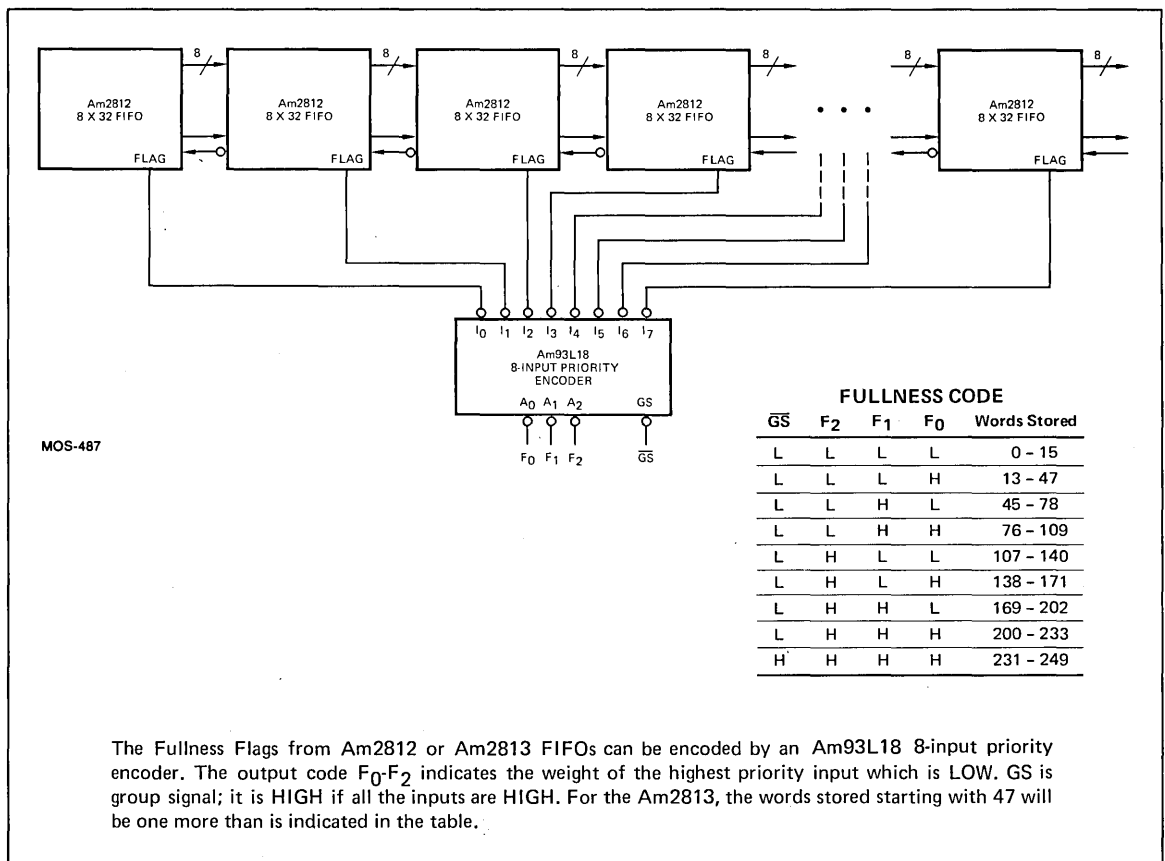 8 8 8 8 8 8
Am2812 Am2812 Am2812 Am2812 Am2812
8 X 32 FIFO 8 X 32 FIFO 8 X 32 FIFO 8 X 32 FIFO • • • 8 X 32 FIFO
FLAG FLAG FLAG FLAG FLAG
I0 I1 I2 I3 I4 I5 I6 I7
Am93L18
8-INPUT PRIORITY
ENCODER
A0 A1 A2 GS
F0 F1 F2 G̅S̅
MOS-487
FULLNESS CODE
G̅S̅ F2 F1 F0 Words Stored
L L L L 0 – 15
L L L H 13 – 47
L L H L 45 – 78
L L H H 76 – 109
L H L L 107 – 140
L H L H 138 – 171
L H H L 169 – 202
L H H H 200 – 233
H H H H 231 – 249
The Fullness Flags from Am2812 or Am2813 FIFOs can be encoded by an Am93L18 8-input priority
encoder. The output code F0-F2 indicates the weight of the highest priority input which is LOW. GS is
group signal; it is HIGH if all the inputs are HIGH. For the Am2813, the words stored starting with 47 will
be one more than is indicated in the table.